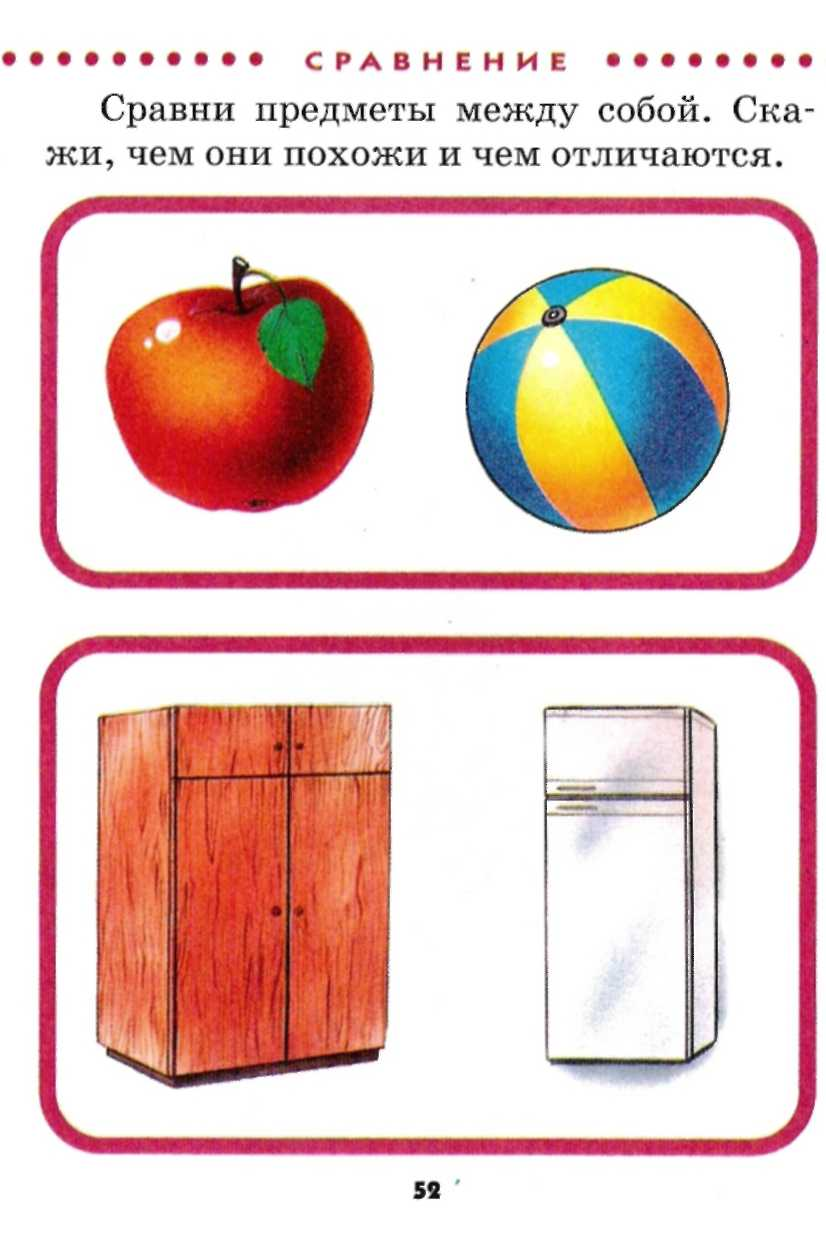 СРАВНЕНИЕ
Сравни предметы между собой. Ска-
жи, чем они похожи и чем отличаются.
52